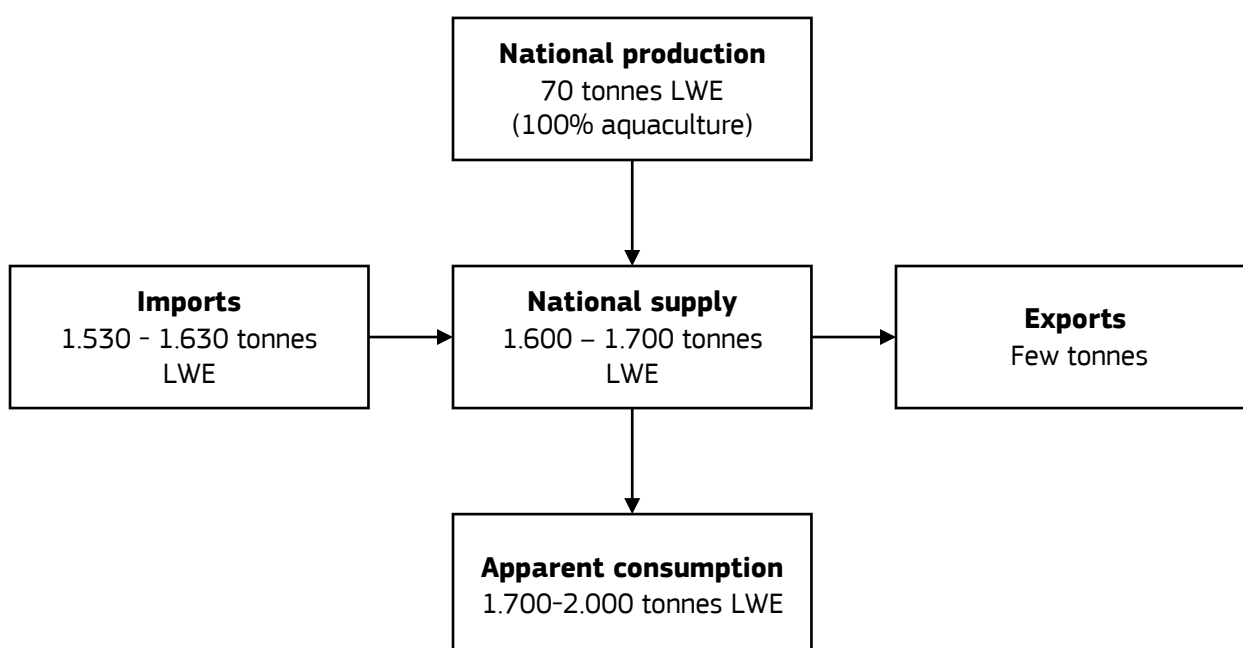 National production
70 tonnes LWE
(100% aquaculture)
Imports
1.530 - 1.630 tonnes
LWE
National supply
1.600 – 1.700 tonnes
LWE
Exports
Few tonnes
Apparent consumption
1.700-2.000 tonnes LWE